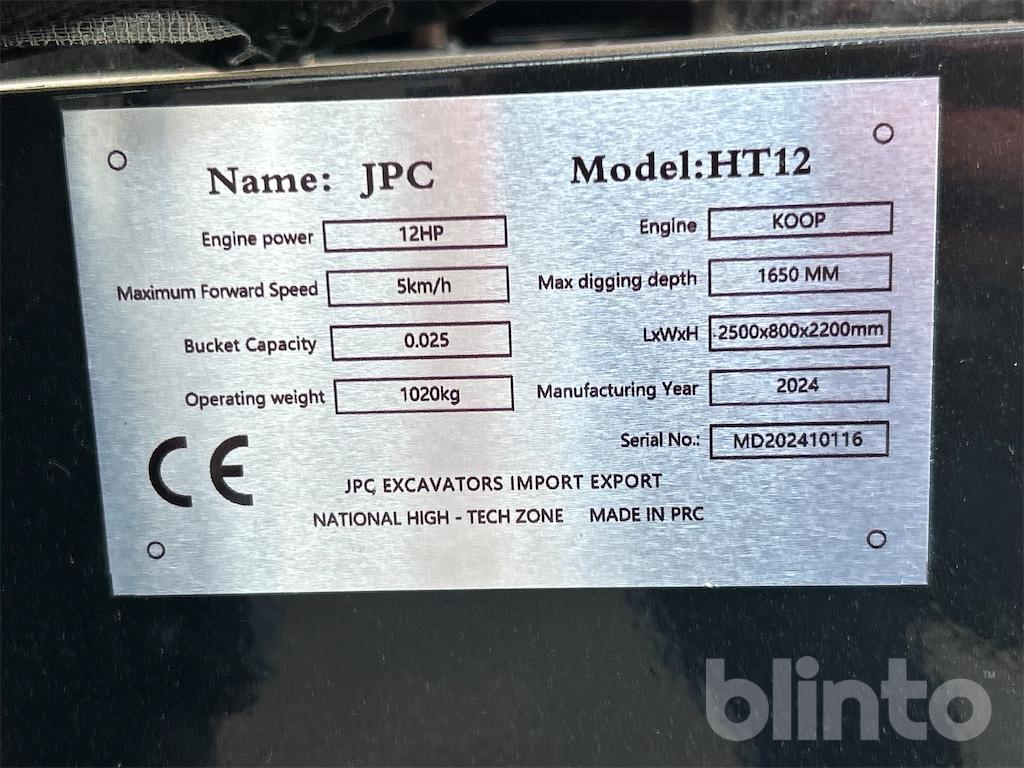 Name: JPC
Model:HT12
Engine power 12HP
Engine KOOP
Maximum Forward Speed 5km/h
Max digging depth 1650 MM
Bucket Capacity 0.025
LxWxH 2500x800x2200mm
Operating weight 1020kg
Manufacturing Year 2024
Serial No.: MD202410116
CE
JPC EXCAVATORS IMPORT EXPORT
NATIONAL HIGH - TECH ZONE MADE IN PRC
blinto™